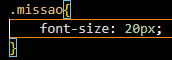 .missao{
    font-size: 20px;
}